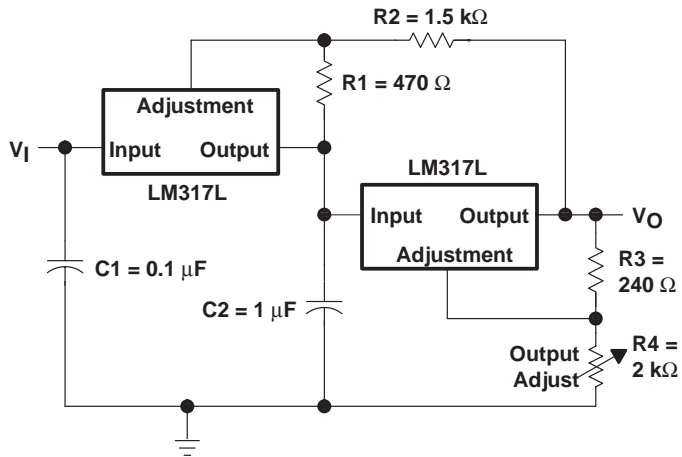 R2 = 1.5 kΩ
R1 = 470 Ω
Adjustment
VI
Input
Output
LM317L
LM317L
Input
Output
Adjustment
VO
C1 = 0.1 μF
C2 = 1 μF
R3 =
240 Ω
Output
Adjust
R4 =
2 kΩ